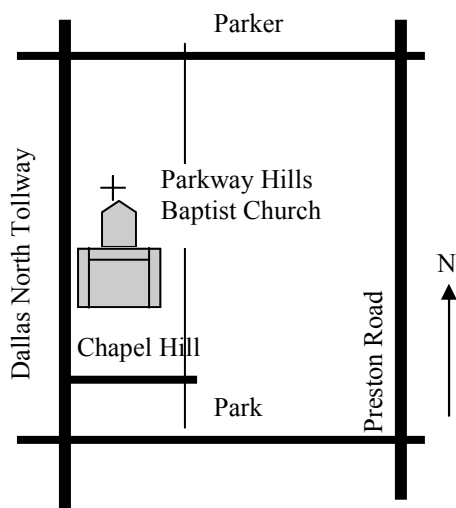 Parker
Dallas North Tollway
Parkway Hills
Baptist Church
N
Chapel Hill
Preston Road
Park